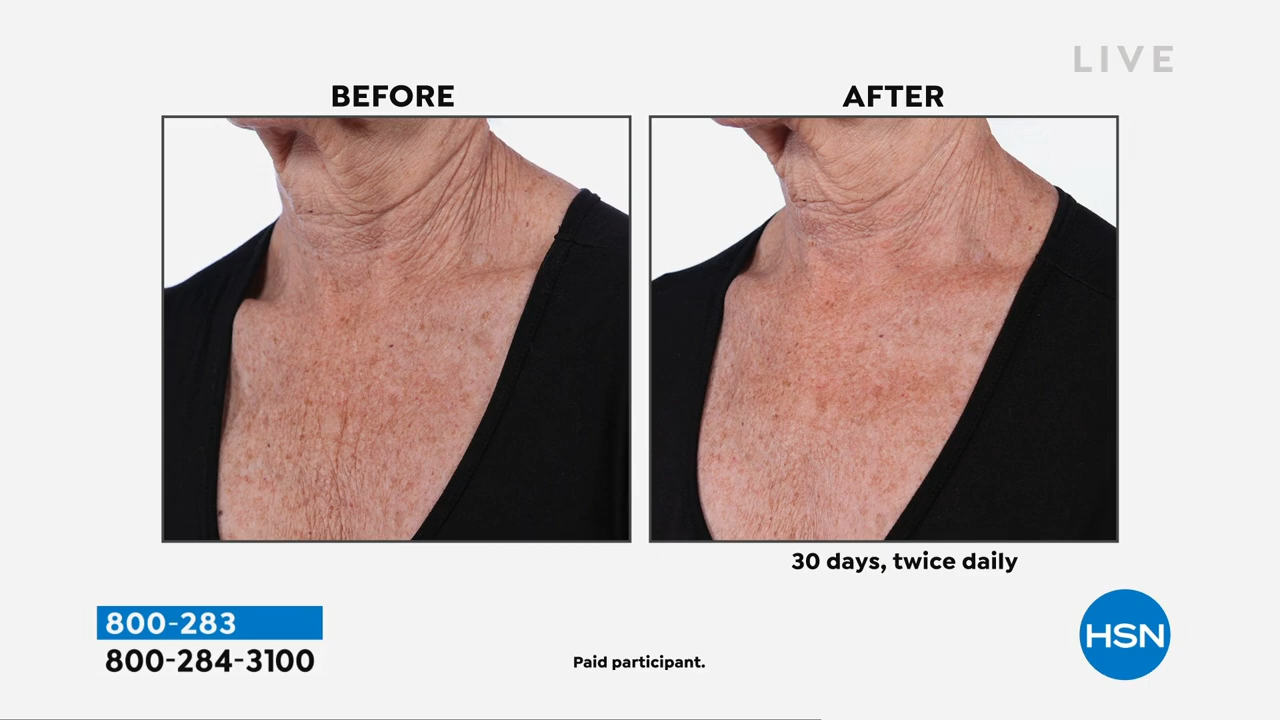 LIVE
BEFORE
AFTER
30 days, twice daily
800-283
800-284-3100
Paid participant.
HSN